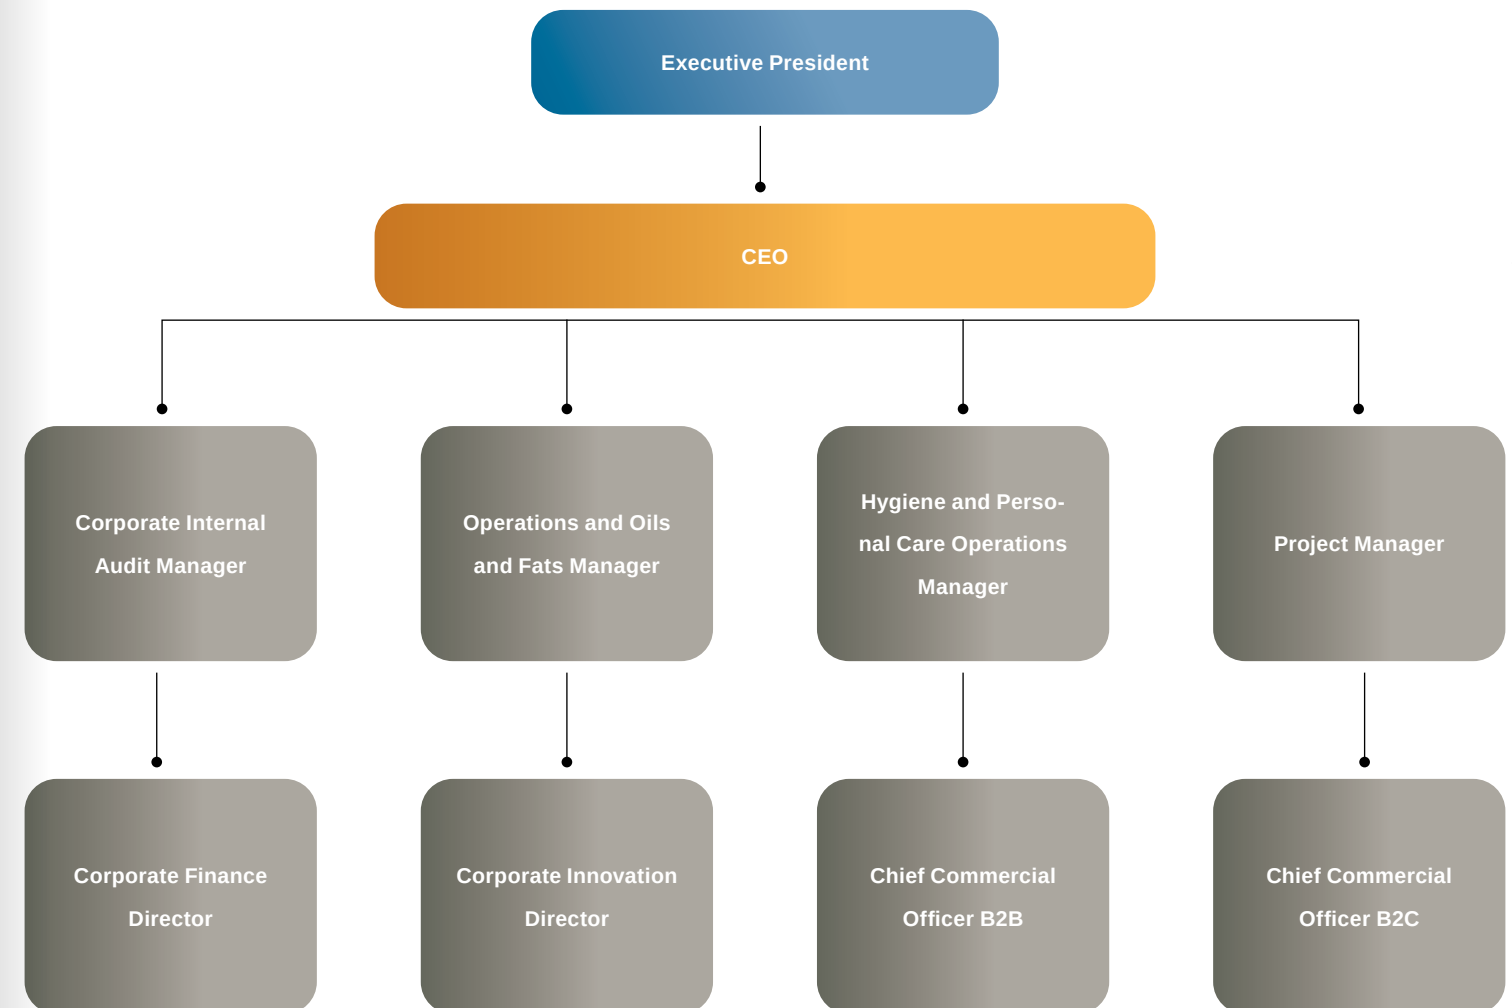 Executive President
CEO
Corporate Internal
Audit Manager
Operations and Oils
and Fats Manager
Hygiene and Perso-
nal Care Operations
Manager
Project Manager
Corporate Finance
Director
Corporate Innovation
Director
Chief Commercial
Officer B2B
Chief Commercial
Officer B2C